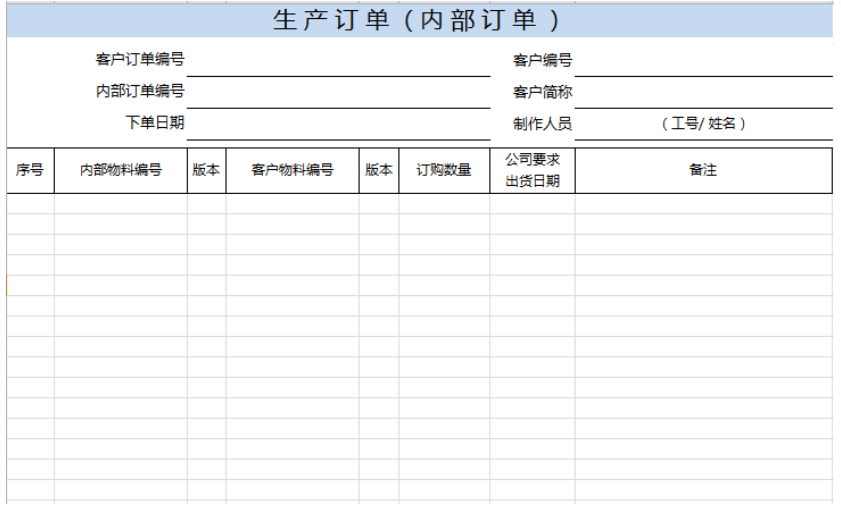 生产订单（内部订单）
客户订单编号 客户编号
内部订单编号 客户简称
下单日期 制作人员 （工号/姓名）
序号 内部物料编号 版本 客户物料编号 版本 订购数量 公司要求 备注
出货日期